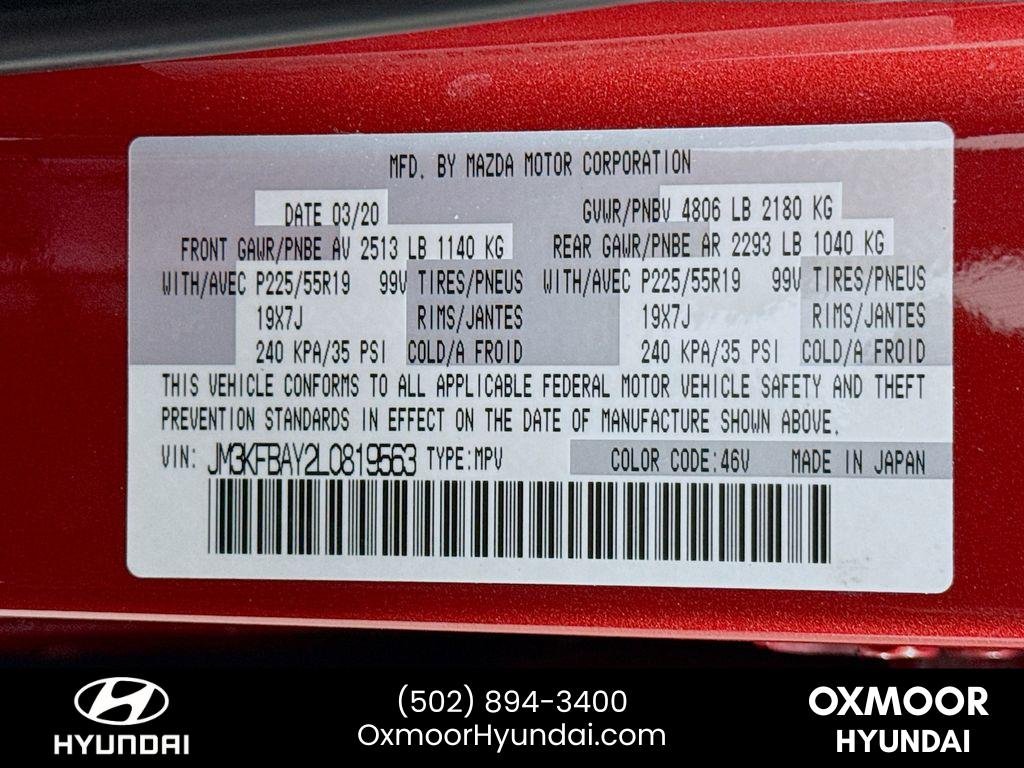 MFD. BY MAZDA MOTOR CORPORATION
DATE 03/20 GVWR/PNBV 4806 LB 2180 KG
FRONT GAWR/PNBE AV 2513 LB 1140 KG REAR GAWR/PNBE AR 2293 LB 1040 KG
WITH/AVEC P225/55R19 99V TIRES/PNEUS WITH/AVEC P225/55R19 99V TIRES/PNEUS
19X7J RIMS/JANTES 19X7J RIMS/JANTES
240 KPA/35 PSI COLD/A FROID 240 KPA/35 PSI COLD/A FROID
THIS VEHICLE CONFORMS TO ALL APPLICABLE FEDERAL MOTOR VEHICLE SAFETY AND THEFT
PREVENTION STANDARDS IN EFFECT ON THE DATE OF MANUFACTURE SHOWN ABOVE.
VIN: JM3KFBAY2L0819563 TYPE:MPV COLOR CODE:46V MADE IN JAPAN
HYUNDAI
(502) 894-3400
OxmoorHyundai.com
OXMOOR
HYUNDAI